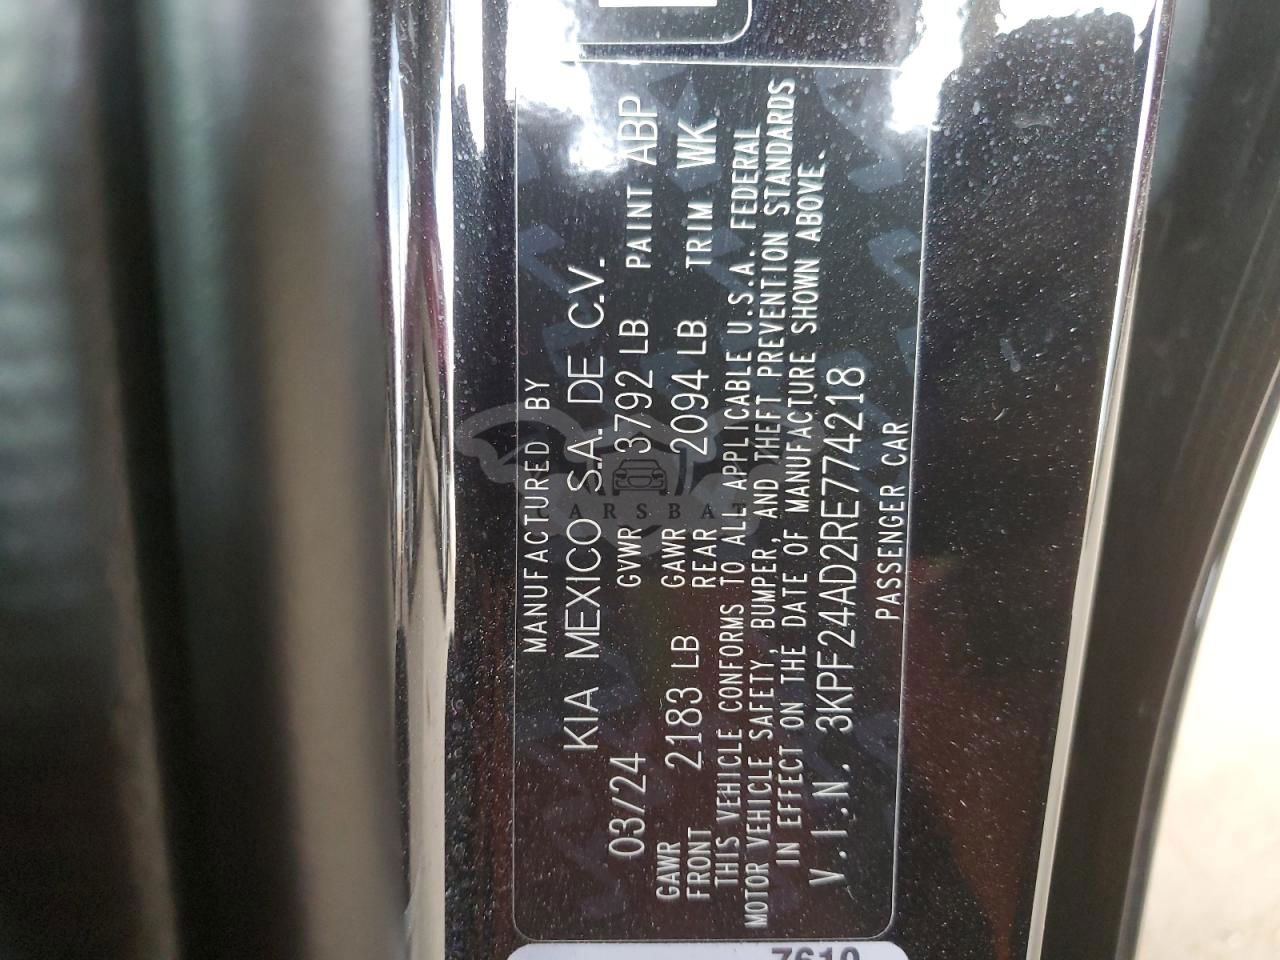 MANUFACTURED BY
KIA MEXICO S.A. DE C.V.
03/24 GVWR 3792 LB PAINT ABP
GAWR FRONT 2183 LB GAWR REAR 2094 LB TRIM WK
THIS VEHICLE CONFORMS TO ALL APPLICABLE U.S.A. FEDERAL
MOTOR VEHICLE SAFETY, BUMPER, AND THEFT PREVENTION STANDARDS
IN EFFECT ON THE DATE OF MANUFACTURE SHOWN ABOVE.
V.I.N. 3KPF24AD2RE774218
PASSENGER CAR
CARSBAT
7610